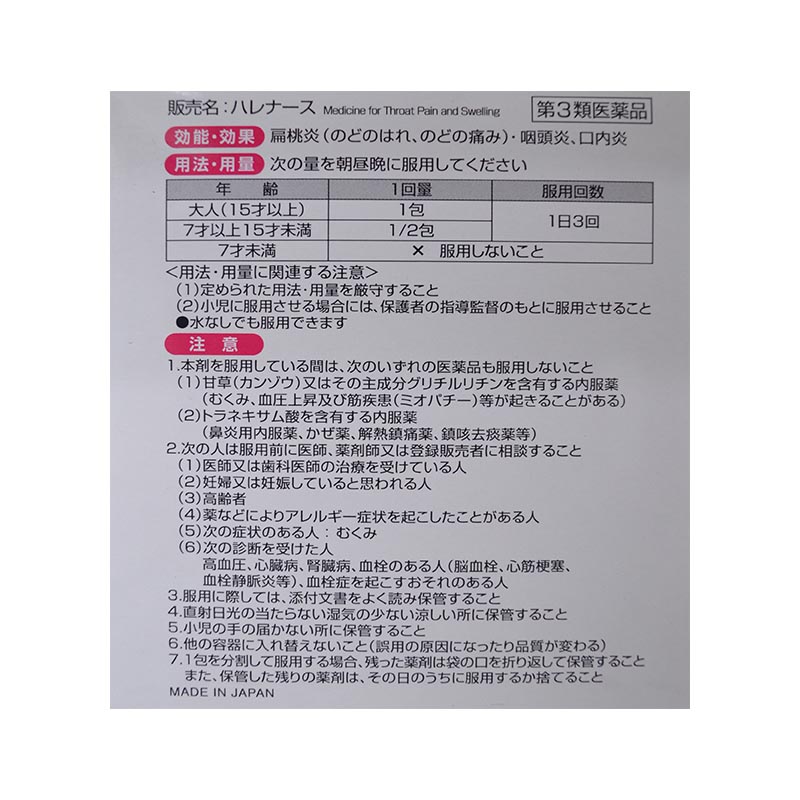 販売名：ハレナース Medicine for Throat Pain and Swelling 第3類医薬品
効能・効果 扁桃炎（のどのはれ、のどの痛み）・咽頭炎、口内炎
用法・用量 次の量を朝昼晩に服用してください
年齢 1回量 服用回数
大人（15才以上） 1包 1日3回
7才以上15才未満 1/2包
7才未満 × 服用しないこと
＜用法・用量に関連する注意＞
（1）定められた用法・用量を厳守すること
（2）小児に服用させる場合には、保護者の指導監督のもとに服用させること
●水なしでも服用できます
注意
1.本剤を服用している間は、次のいずれの医薬品も服用しないこと
（1）甘草（カンゾウ）又はその主成分グリチルリチンを含有する内服薬
（むくみ、血圧上昇及び筋疾患（ミオパチー）等が起きることがある）
（2）トラネキサム酸を含有する内服薬
（鼻炎用内服薬、かぜ薬、解熱鎮痛薬、鎮咳去痰薬等）
2.次の人は服用前に医師、薬剤師又は登録販売者に相談すること
（1）医師又は歯科医師の治療を受けている人
（2）妊婦又は妊娠していると思われる人
（3）高齢者
（4）薬などによりアレルギー症状を起こしたことがある人
（5）次の症状のある人：むくみ
（6）次の診断を受けた人
高血圧、心臓病、腎臓病、血栓のある人（脳血栓、心筋梗塞、
血栓静脈炎等）、血栓症を起こすおそれのある人
3.服用に際しては、添付文書をよく読み保管すること
4.直射日光の当たらない湿気の少ない涼しい所に保管すること
5.小児の手の届かない所に保管すること
6.他の容器に入れ替えないこと（誤用の原因になったり品質が変わる）
7.1包を分割して服用する場合、残った薬剤は袋の口を折り返して保管すること
また、保管した残りの薬剤は、その日のうちに服用するか捨てること
MADE IN JAPAN